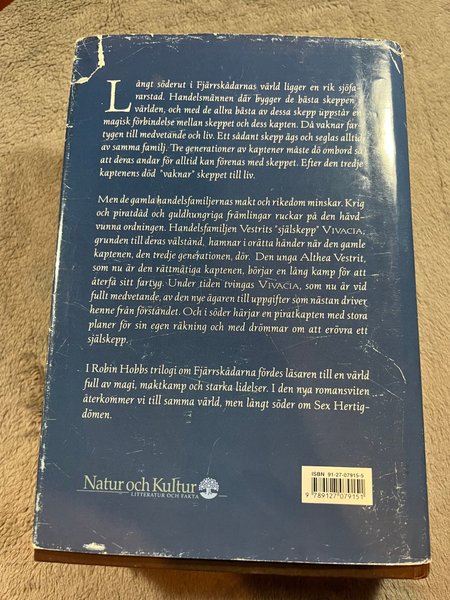 Långt söderut i Fjärrskådarnas värld ligger en rik sjöfa-
rarstad. Handelsmännen där bygger de bästa skeppen i
världen, och med de allra bästa av dessa skepp uppstår en
magisk förbindelse mellan skeppet och dess kapten. Då vaknar far-
tygen till medvetande och liv. Ett sådant skepp ägs och seglas alltid
av samma familj. Tre generationer av kaptener måste dö ombord så
att deras andar för alltid kan förenas med skeppet. Efter den tredje
kaptenens död "vaknar" skeppet till liv.
Men de gamla handelsfamiljernas makt och rikedom minskar. Krig
och piratdåd och guldhungriga främlingar ruckar på den hävd-
vunna ordningen. Handelsfamiljen Vestrits "själskepp" VIVACIA,
grunden till deras välstånd, hamnar i orätta händer när den gamle
kaptenen, den tredje generationen, dör. Den unga Althea Vestrit,
som nu är den rättmätiga kaptenen, börjar en lång kamp för att
återfå sitt fartyg. Under tiden tvingas VIVACIA, som nu är vid
fullt medvetande, av den nye ägaren till uppgifter som nästan driver
henne från förståndet. Och i söder härjar en piratkapten med stora
planer för sin egen räkning och med drömmar om att erövra ett
själskepp.
I Robin Hobbs trilogi om Fjärrskådarna fördes läsaren till en värld
full av magi, maktkamp och starka lidelser. I den nya romansviten
återkommer vi till samma värld, men långt söder om Sex Hertig-
dömen.
ISBN 91-27-07915-5
9 789127 079151
Natur och Kultur
LITTERATUR OCH FAKTA